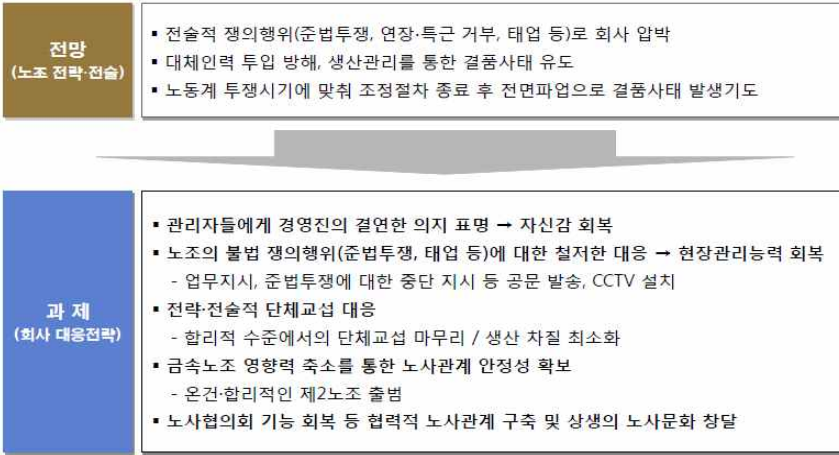 전망
(노조 전략·전술)
▪ 전술적 쟁의행위(준법투쟁, 연장·특근 거부, 태업 등)로 회사 압박
▪ 대체인력 투입 방해, 생산관리를 통한 결품사태 유도
▪ 노동계 투쟁시기에 맞춰 조정절차 종료 후 전면파업으로 결품사태 발생기도
과 제
(회사 대응전략)
▪ 관리자들에게 경영진의 결연한 의지 표명 → 자신감 회복
▪ 노조의 불법 쟁의행위(준법투쟁, 태업 등)에 대한 철저한 대응 → 현장관리능력 회복
- 업무지시, 준법투쟁에 대한 중단 지시 등 공문 발송, CCTV 설치
▪ 전략·전술적 단체교섭 대응
- 합리적 수준에서의 단체교섭 마무리 / 생산 차질 최소화
▪ 금속노조 영향력 축소를 통한 노사관계 안정성 확보
- 온건·합리적인 제2노조 출범
▪ 노사협의회 기능 회복 등 협력적 노사관계 구축 및 상생의 노사문화 창달